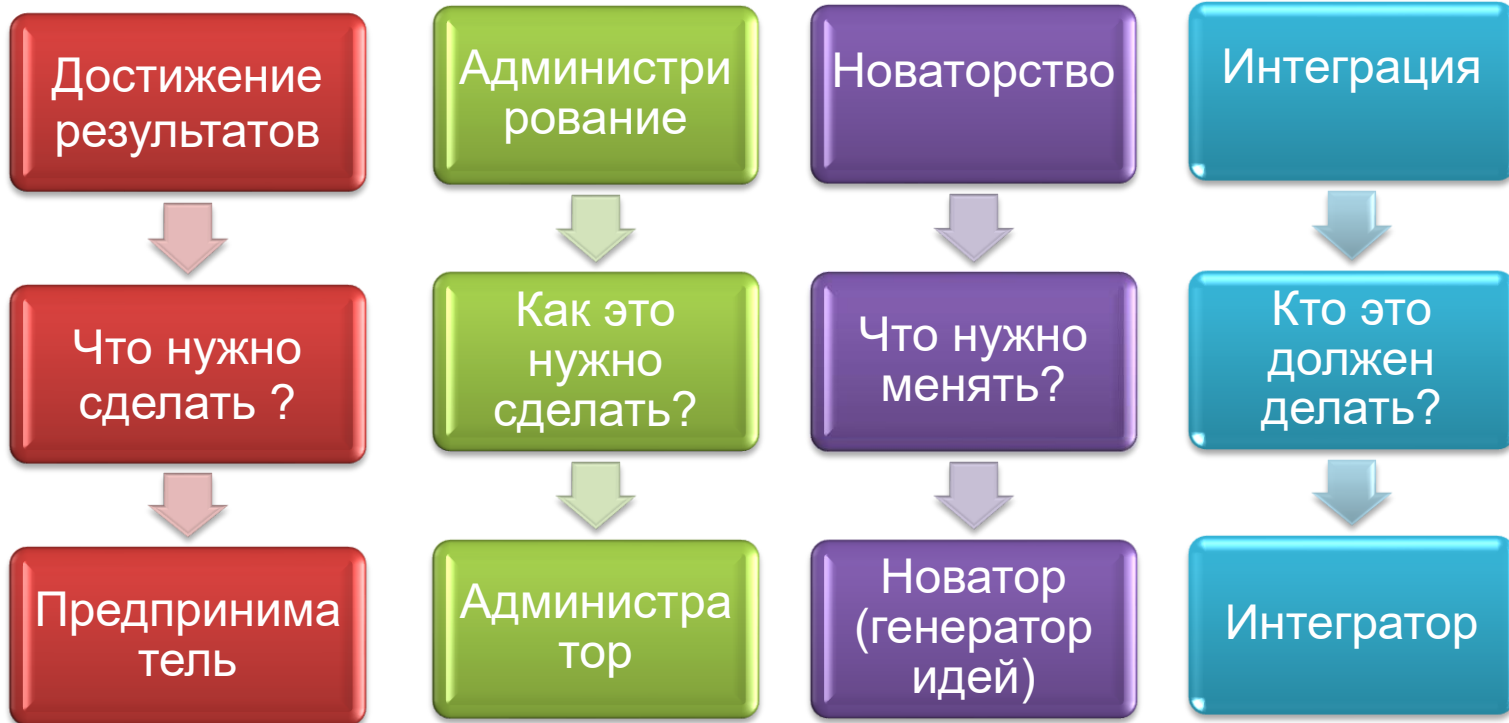 Достижение
результатов
Что нужно
сделать ?
Предпринима
тель
Администри
рование
Как это
нужно
сделать?
Администра
тор
Новаторство
Что нужно
менять?
Новатор
(генератор
идей)
Интеграция
Кто это
должен
делать?
Интегратор